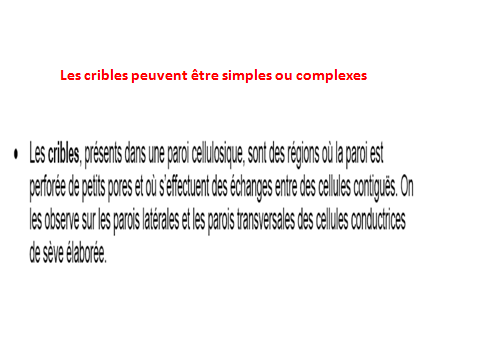 Les cribles peuvent être simples ou complexes
• Les cribles, présents dans une paroi cellulosique, sont des régions où la paroi est
perforée de petits pores et où s'effectuent des échanges entre des cellules contiguës. On
les observe sur les parois latérales et les parois transversales des cellules conductrices
de sève élaborée.